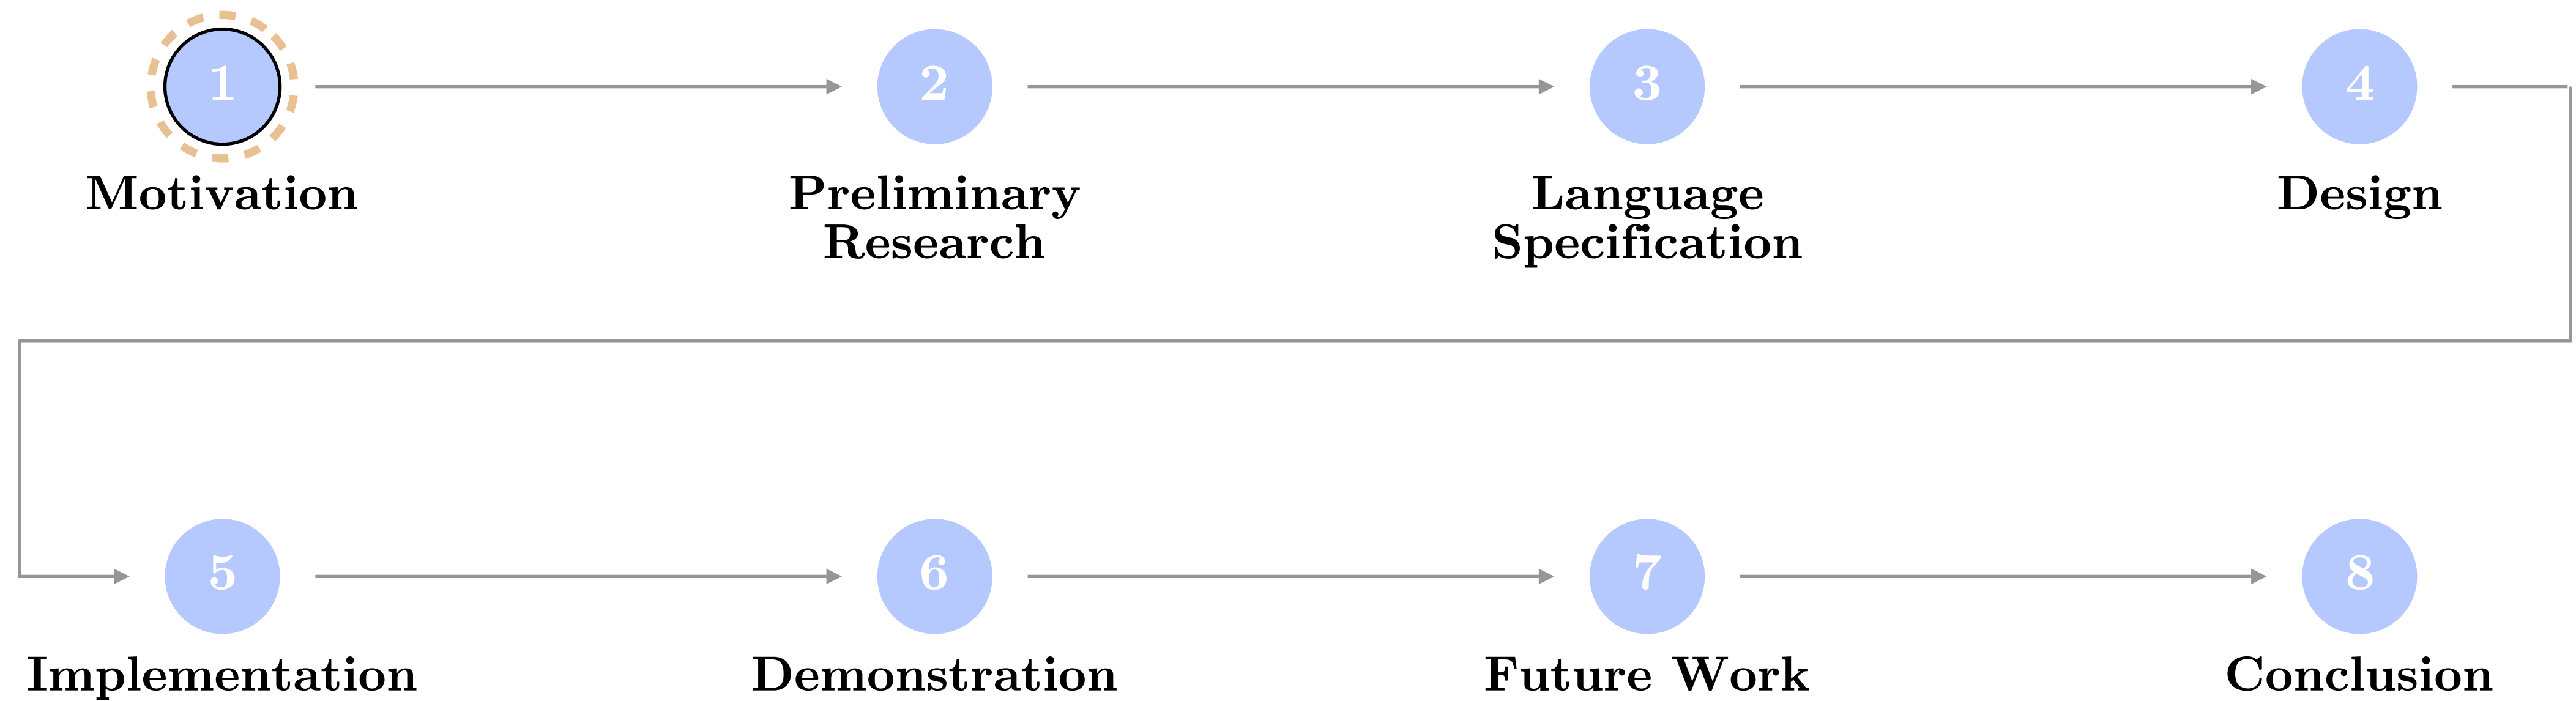 1
2
3
4
Motivation
Preliminary
Research
Language
Specification
Design
5
6
7
8
Implementation
Demonstration
Future Work
Conclusion